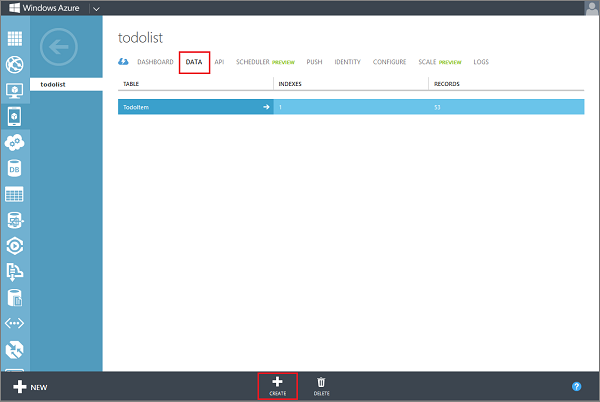 Windows Azure
todolist
DASHBOARD DATA API SCHEDULER PREVIEW PUSH IDENTITY CONFIGURE SCALE PREVIEW LOGS
todolist
TABLE INDEXES RECORDS
TodoItem 1 53
DB
NEW CREATE DELETE ?